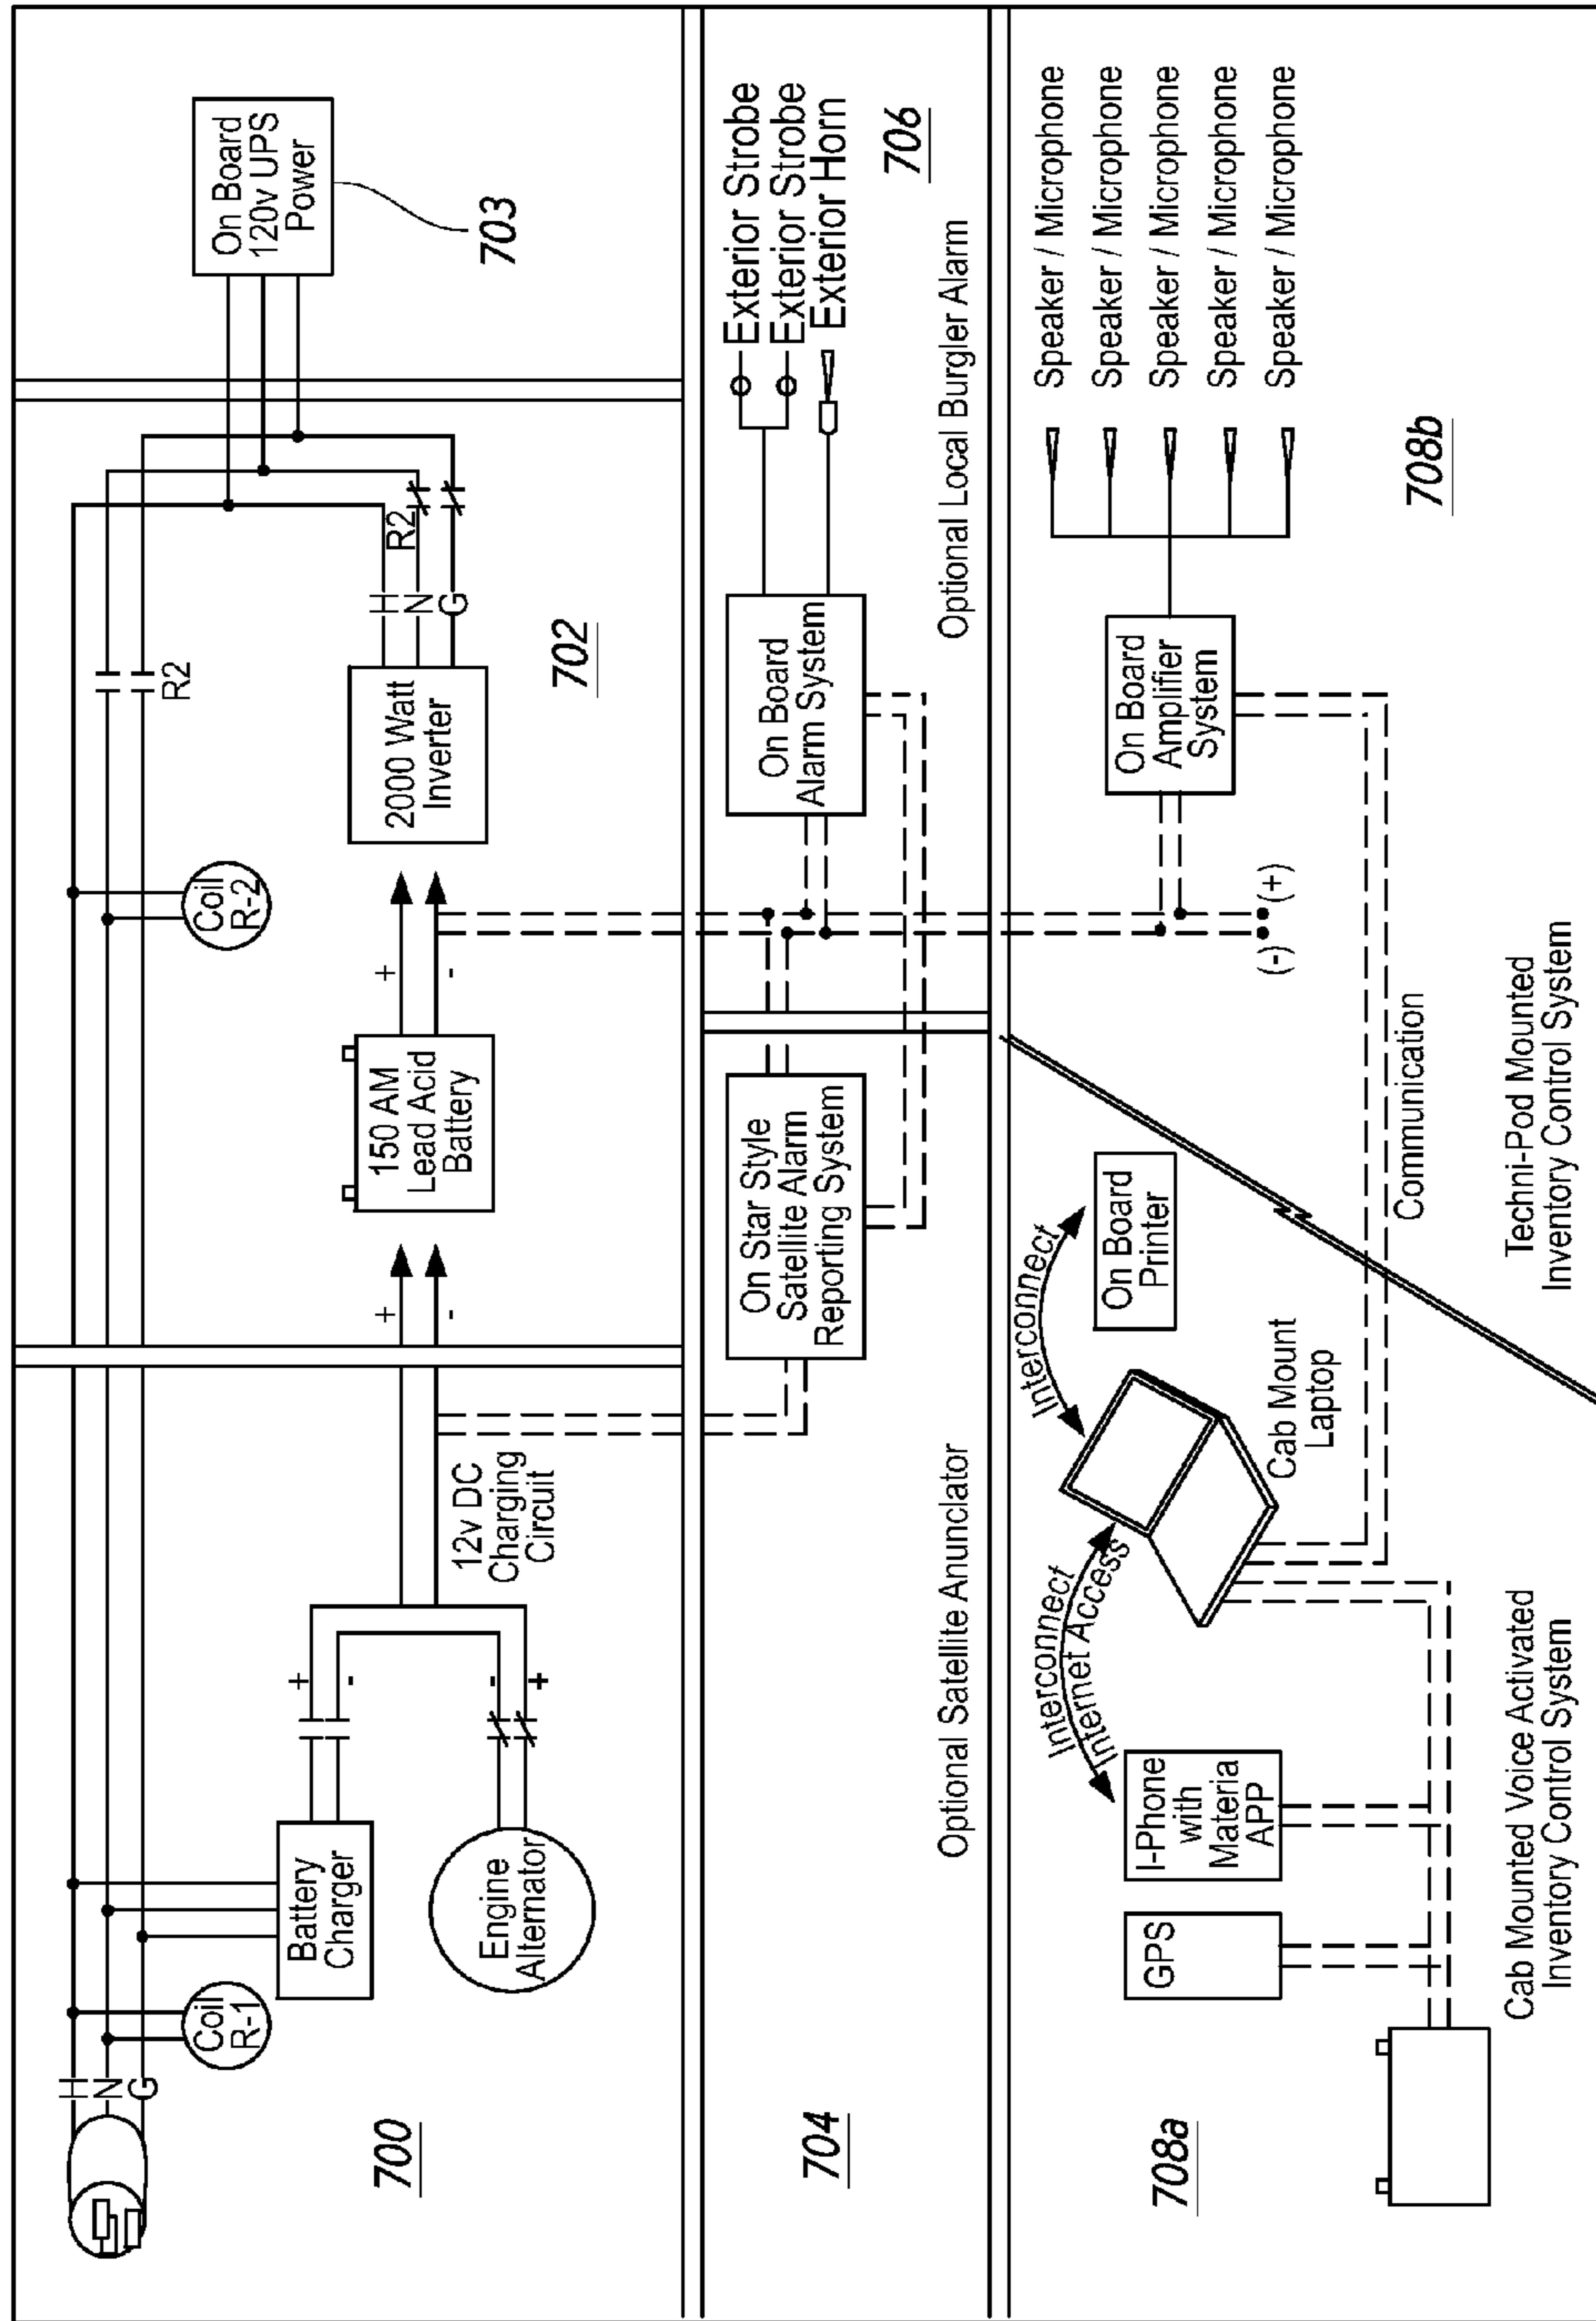 H
N
G
Coil
R-1
Battery
Charger
Engine
Alternator
+
-
-
+
12v DC
Charging
Circuit
700
+
-
150 AM
Lead Acid
Battery
+
-
Coil
R-2
2000 Watt
Inverter
H
N
G
R2
R2
702
On Board
120v UPS
Power
703
704
Optional Satellite Anunclator
On Star Style
Satellite Alarm
Reporting System
On Board
Alarm System
Exterior Strobe
Exterior Strobe
Exterior Horn
706
Optional Local Burgler Alarm
708a
GPS
I-Phone
with
Materia
APP
Interconnect
Internet Access
Interconnect
Cab Mount
Laptop
On Board
Printer
Cab Mounted Voice Activated
Inventory Control System
Communication
(-)
(+)
On Board
Amplifier
System
Speaker / Microphone
Speaker / Microphone
Speaker / Microphone
Speaker / Microphone
Speaker / Microphone
708b
Techni-Pod Mounted
Inventory Control System